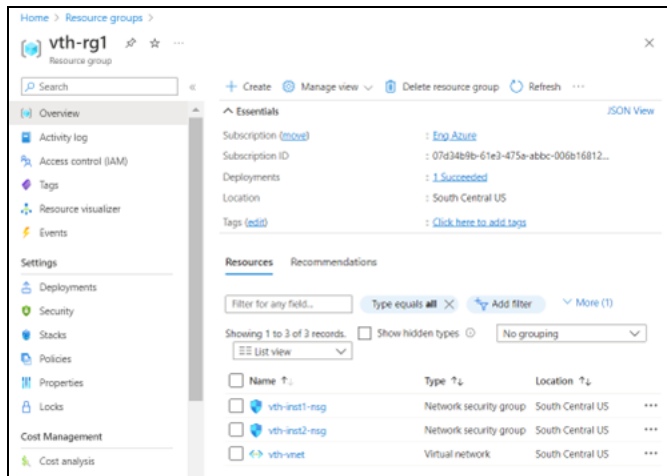 Home > Resource groups >
vth-rg1
Resource group
Search
Overview
Activity log
Access control (IAM)
Tags
Resource visualizer
Events
Settings
Deployments
Security
Stacks
Policies
Properties
Locks
Cost Management
Cost analysis
Create Manage view Delete resource group Refresh ...
Essentials JSON View
Subscription (move) : Eng Azure
Subscription ID : 07d34b9b-61e3-475a-abbc-006b16812...
Deployments : 1 Succeeded
Location : South Central US
Tags (edit) : Click here to add tags
Resources Recommendations
Filter for any field... Type equals all Add filter More (1)
Showing 1 to 3 of 3 records. Show hidden types No grouping
List view
Name Type Location
vth-inst1-nsg Network security group South Central US ...
vth-inst2-nsg Network security group South Central US ...
vth-vnet Virtual network South Central US ...